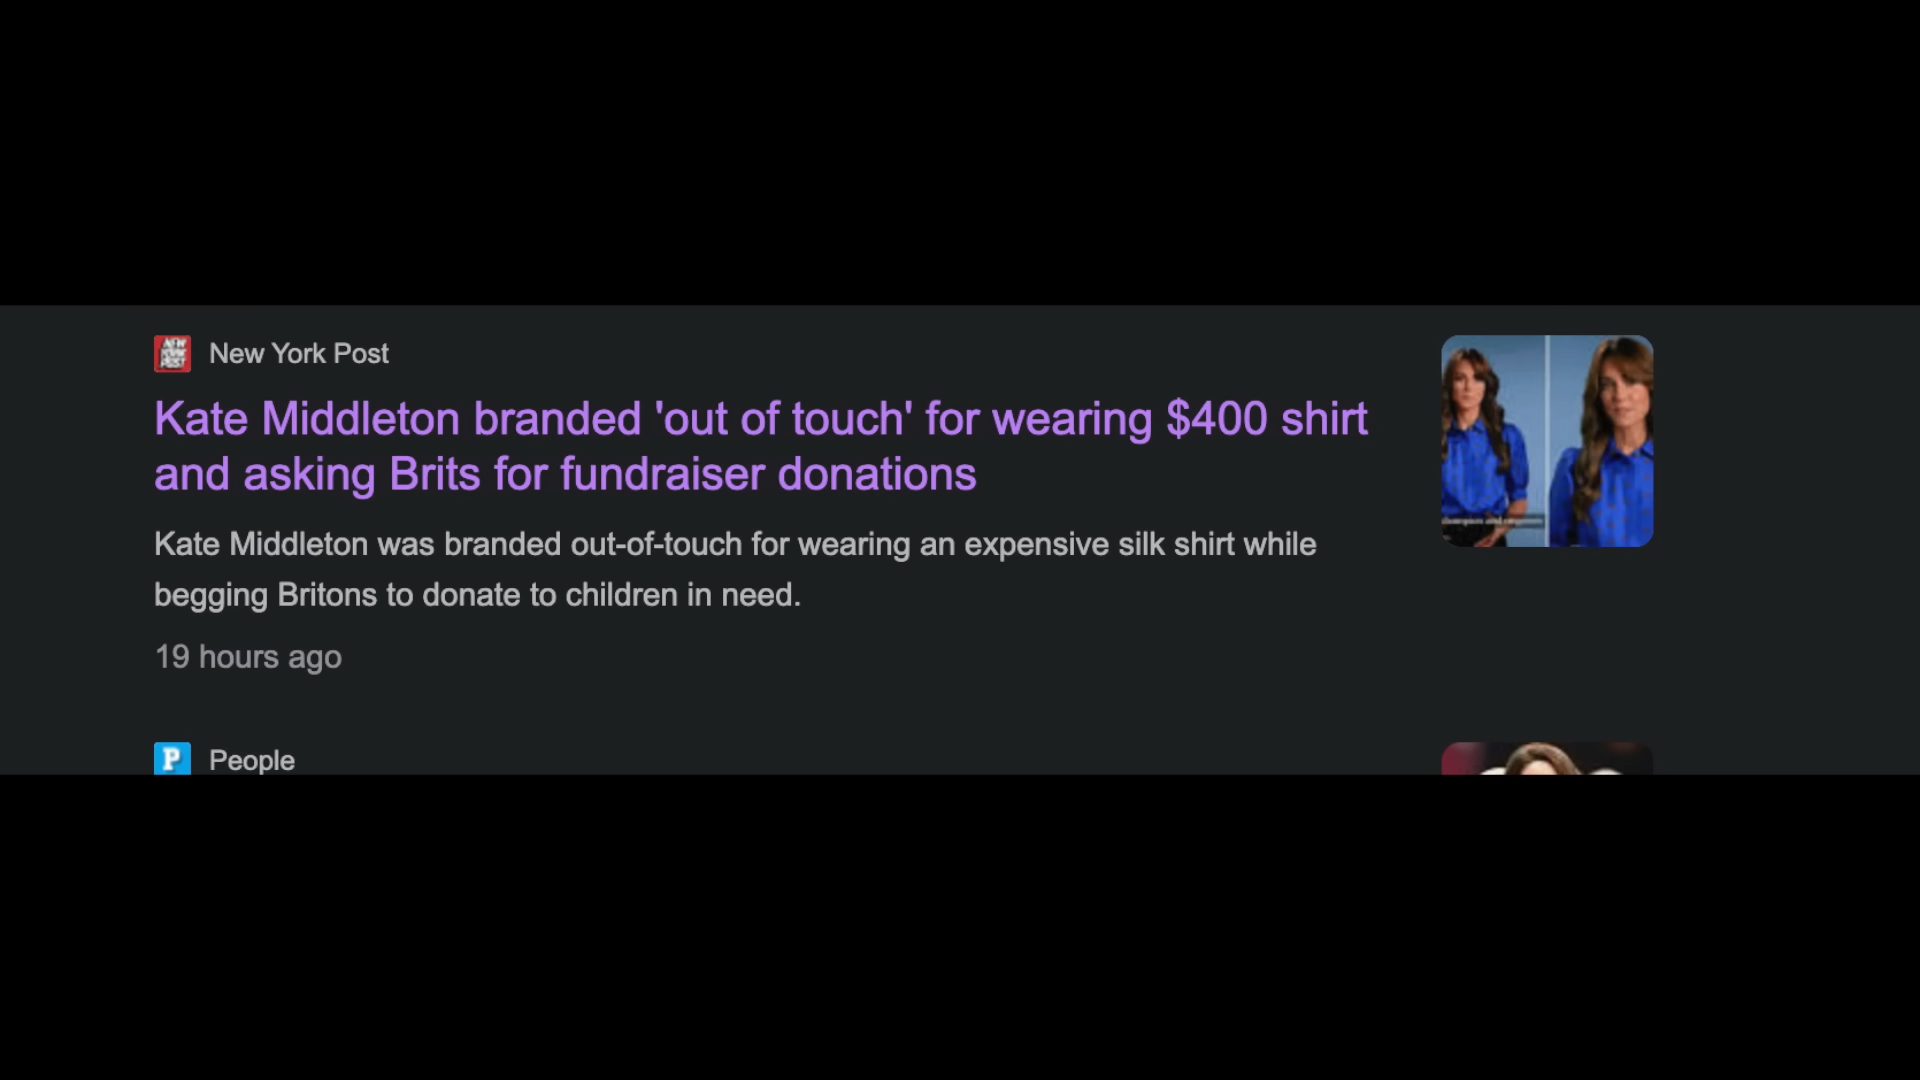 New York Post
Kate Middleton branded 'out of touch' for wearing $400 shirt
and asking Brits for fundraiser donations
Kate Middleton was branded out-of-touch for wearing an expensive silk shirt while
begging Britons to donate to children in need.
19 hours ago
P People